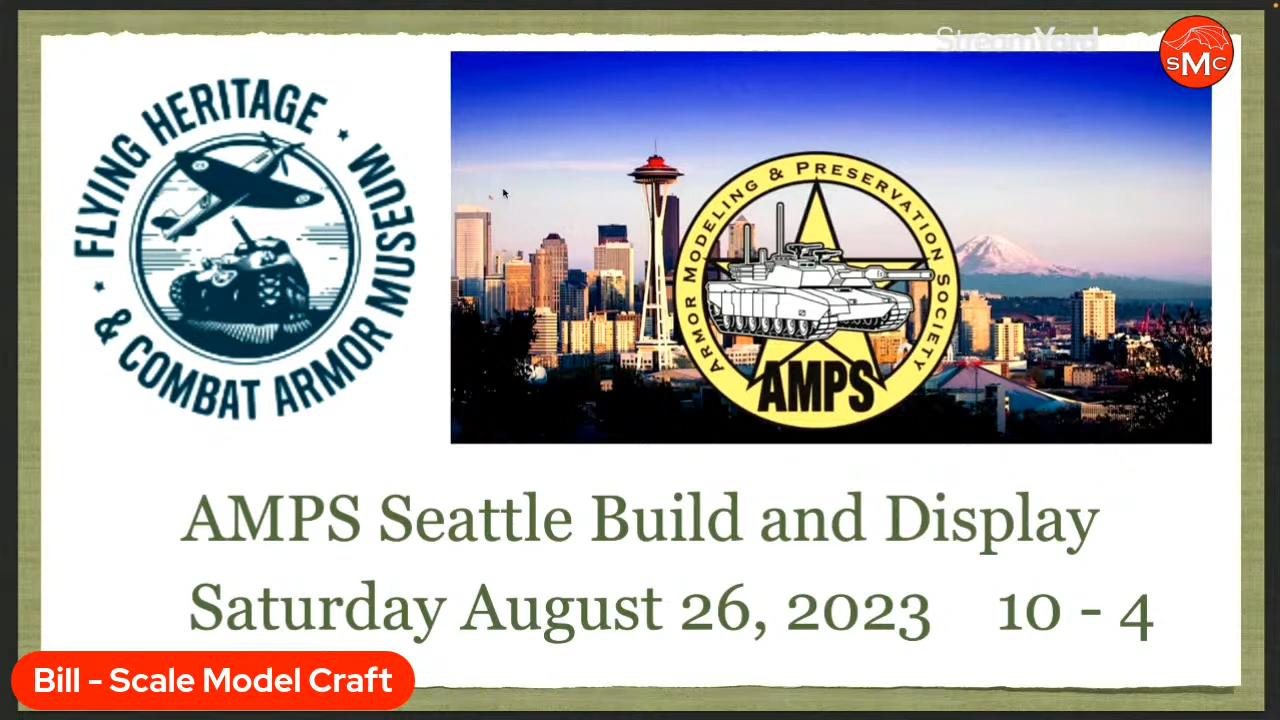 StreamYard
SMC
FLYING HERITAGE
& COMBAT ARMOR MUSEUM
ARMOR MODELING & PRESERVATION SOCIETY
AMPS
AMPS Seattle Build and Display
Saturday August 26, 2023 10 - 4
Bill - Scale Model Craft